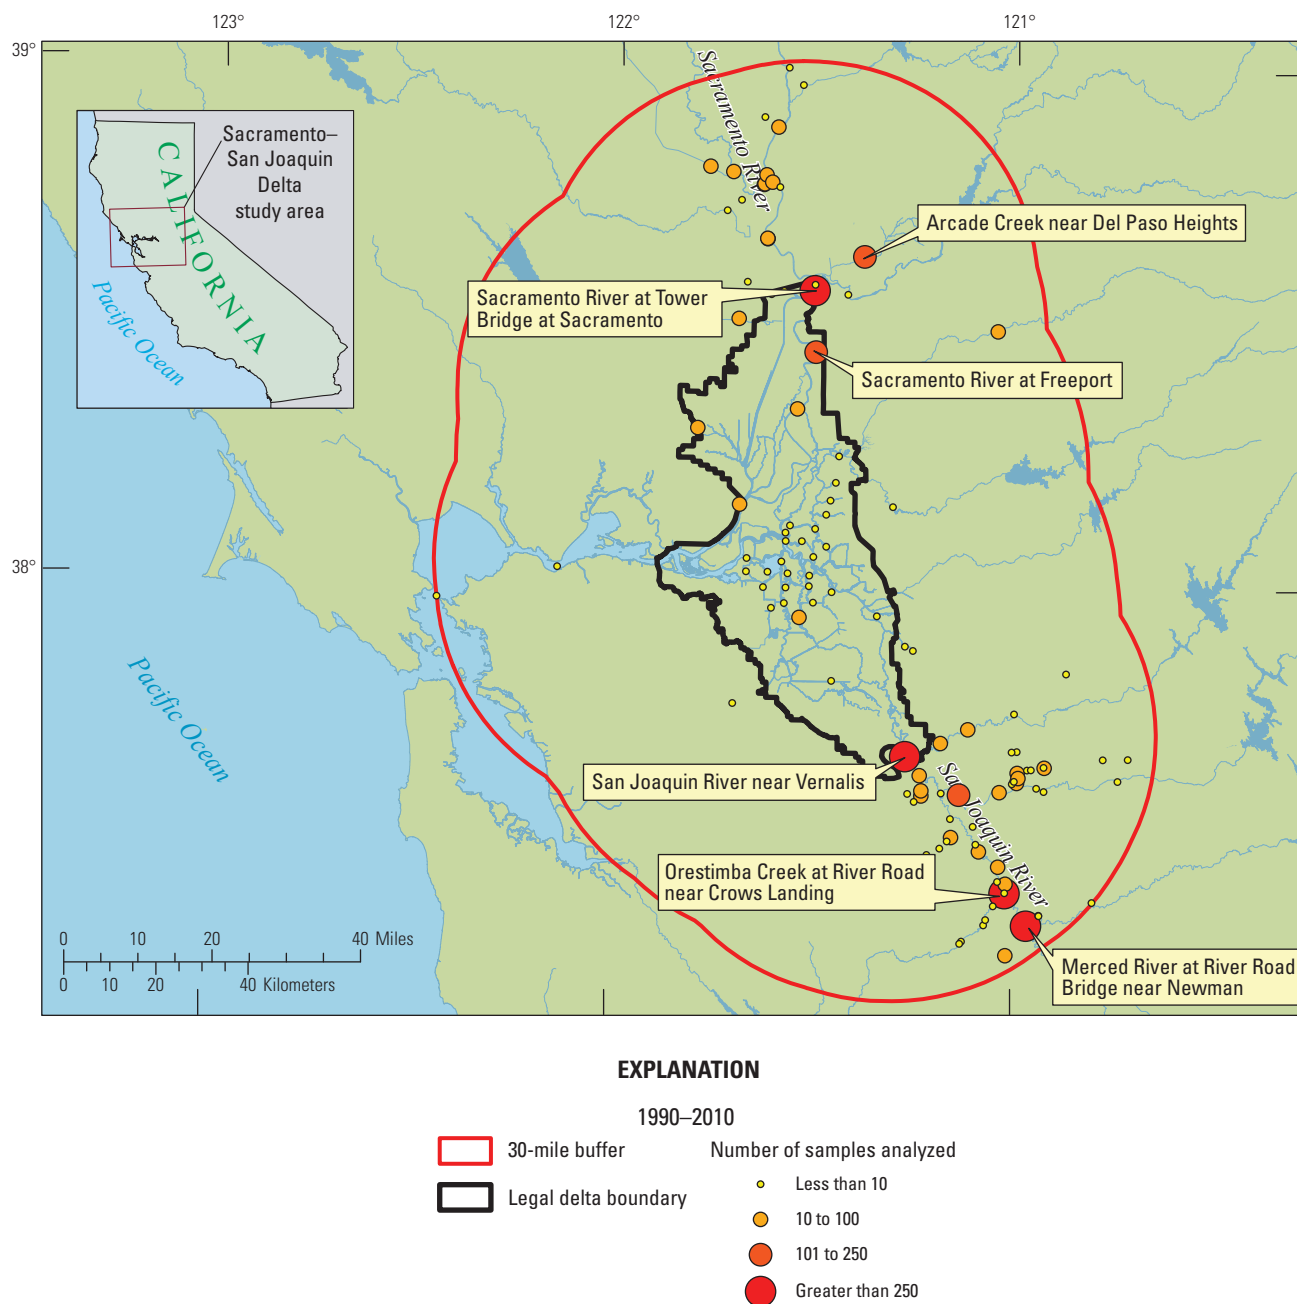 123°
122°
121°
39°
38°
Sacramento–
San Joaquin
Delta
study area
CALIFORNIA
Pacific Ocean
Sacramento River
Arcade Creek near Del Paso Heights
Sacramento River at Tower
Bridge at Sacramento
Sacramento River at Freeport
Pacific Ocean
San Joaquin River near Vernalis
San Joaquin River
Orestimba Creek at River Road
near Crows Landing
Merced River at River Road
Bridge near Newman
0 10 20 40 Miles
0 10 20 40 Kilometers
EXPLANATION
1990–2010
30-mile buffer
Legal delta boundary
Number of samples analyzed
Less than 10
10 to 100
101 to 250
Greater than 250